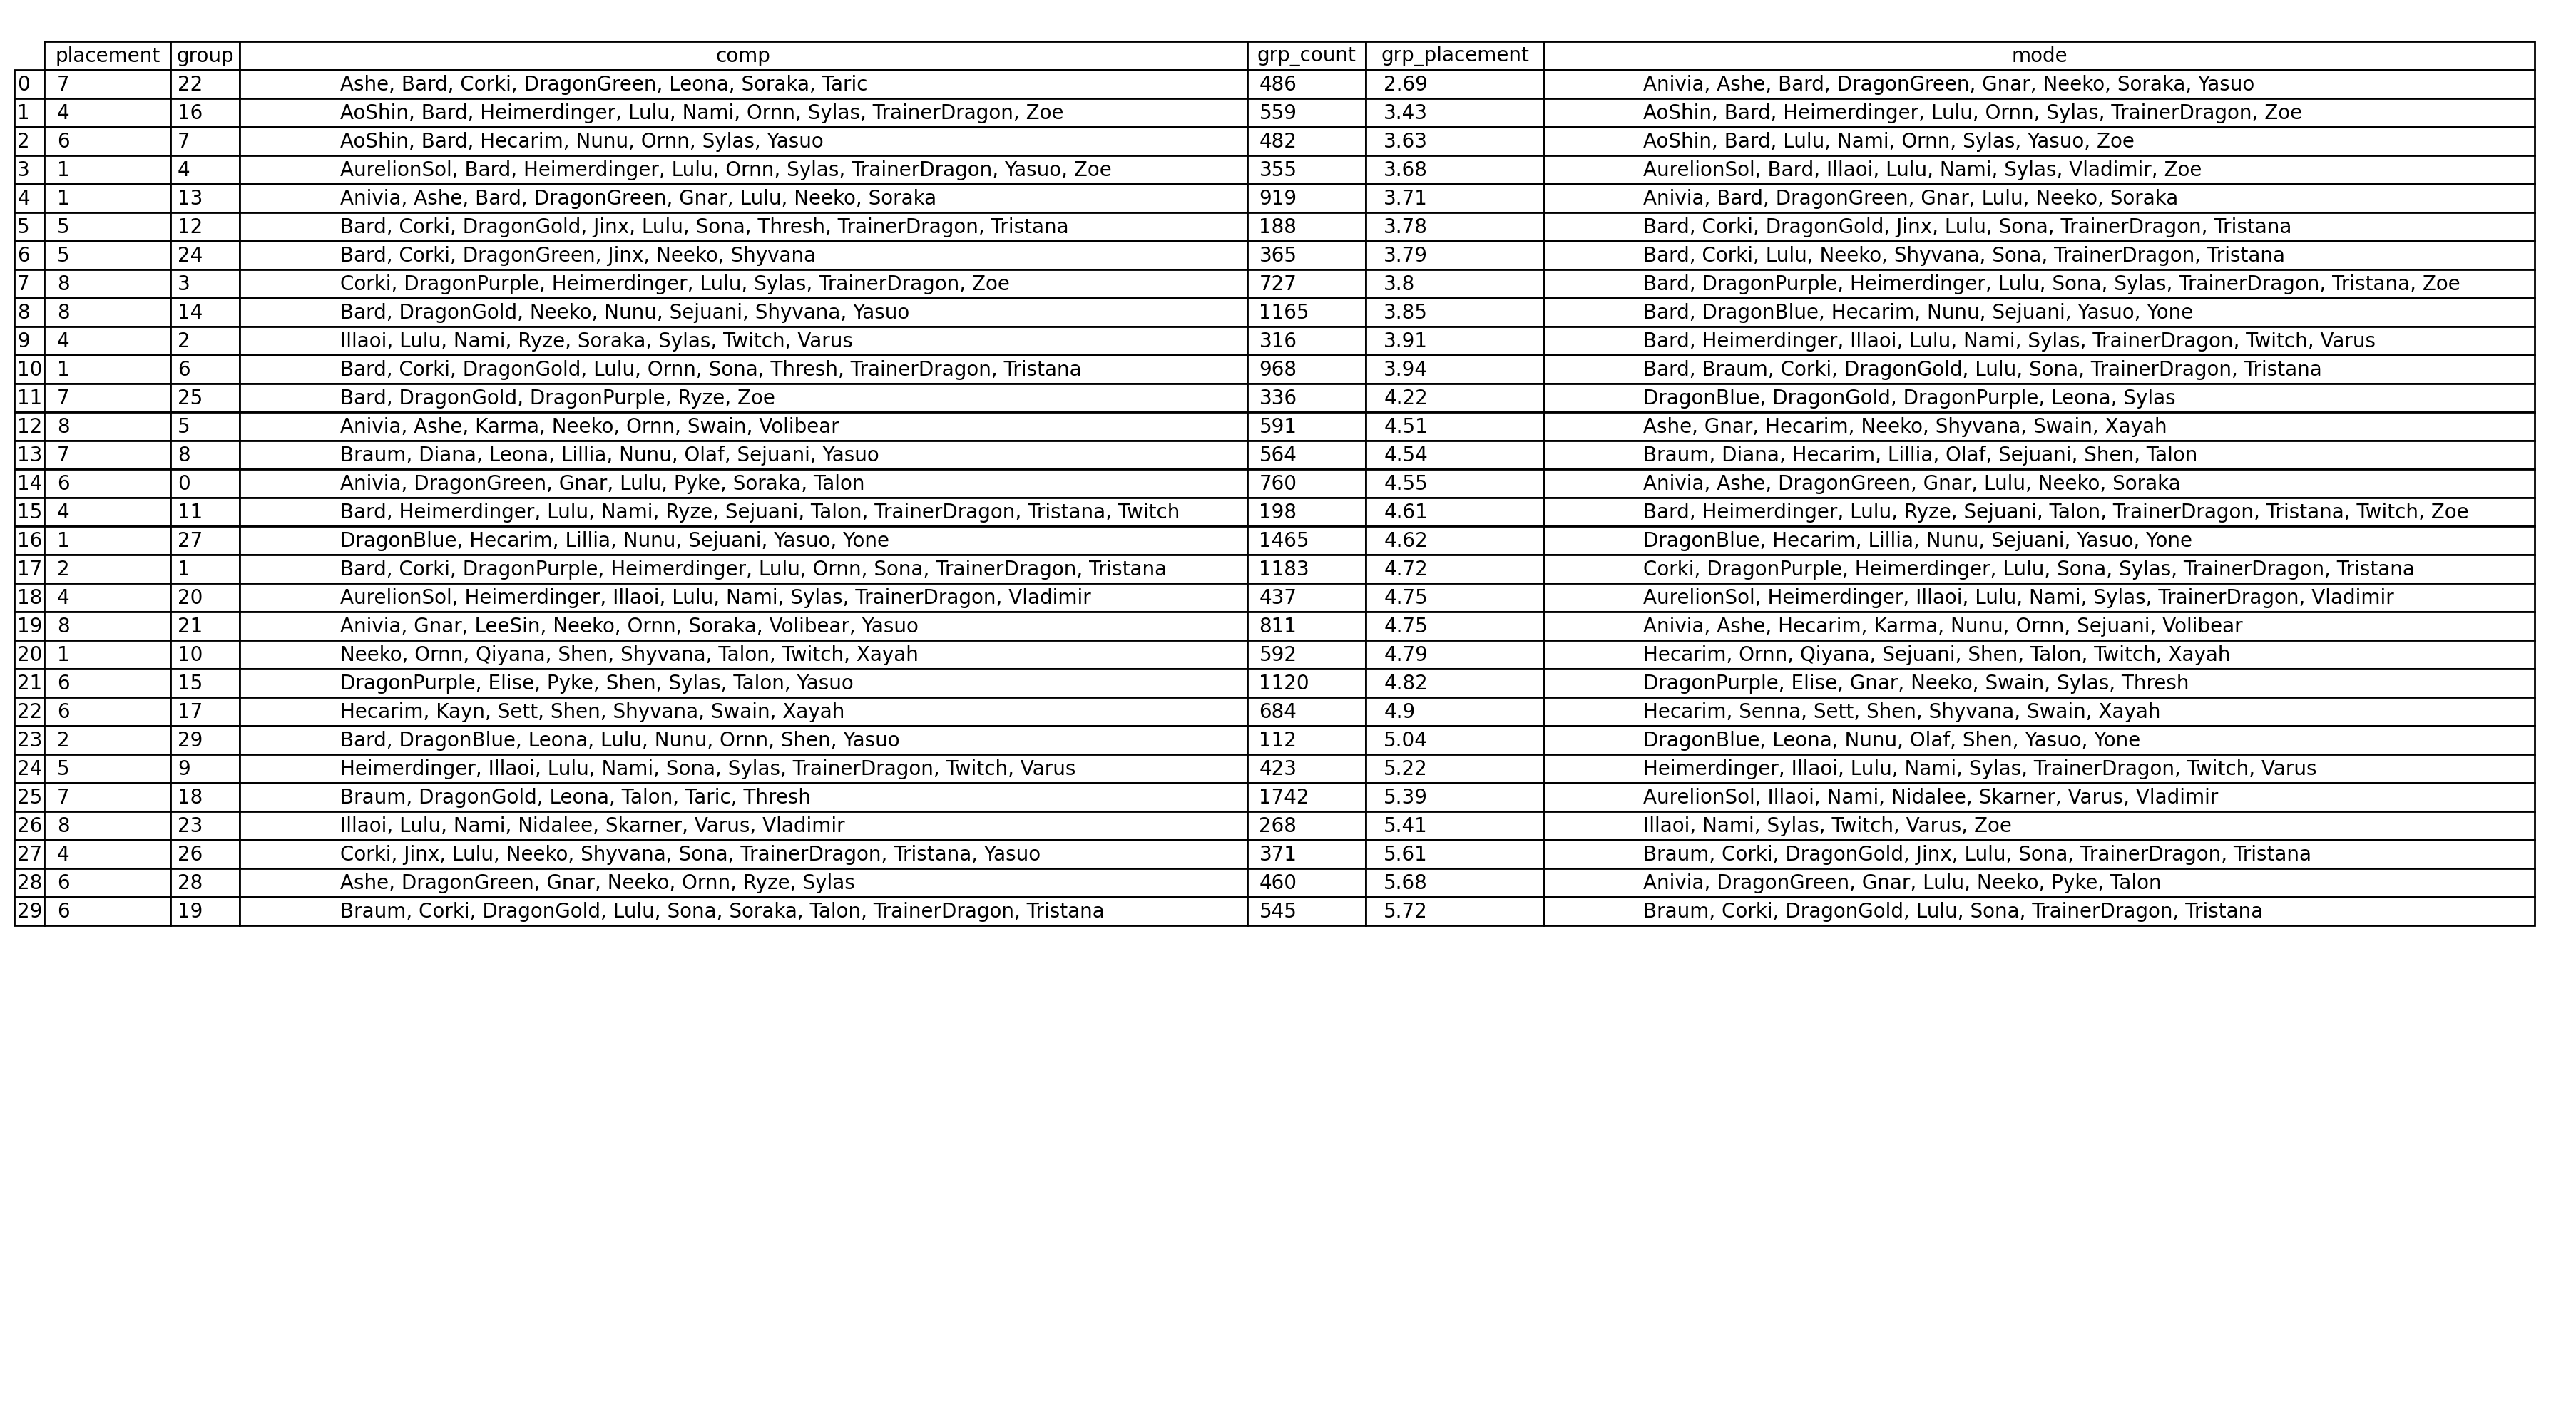 placement group comp grp_count grp_placement mode
0 7 22 Ashe, Bard, Corki, DragonGreen, Leona, Soraka, Taric 486 2.69 Anivia, Ashe, Bard, DragonGreen, Gnar, Neeko, Soraka, Yasuo
1 4 16 AoShin, Bard, Heimerdinger, Lulu, Nami, Ornn, Sylas, TrainerDragon, Zoe 559 3.43 AoShin, Bard, Heimerdinger, Lulu, Ornn, Sylas, TrainerDragon, Zoe
2 6 7 AoShin, Bard, Hecarim, Nunu, Ornn, Sylas, Yasuo 482 3.63 AoShin, Bard, Lulu, Nami, Ornn, Sylas, Yasuo, Zoe
3 1 4 AurelionSol, Bard, Heimerdinger, Lulu, Ornn, Sylas, TrainerDragon, Yasuo, Zoe 355 3.68 AurelionSol, Bard, Illaoi, Lulu, Nami, Sylas, Vladimir, Zoe
4 1 13 Anivia, Ashe, Bard, DragonGreen, Gnar, Lulu, Neeko, Soraka 919 3.71 Anivia, Bard, DragonGreen, Gnar, Lulu, Neeko, Soraka
5 5 12 Bard, Corki, DragonGold, Jinx, Lulu, Sona, Thresh, TrainerDragon, Tristana 188 3.78 Bard, Corki, DragonGold, Jinx, Lulu, Sona, TrainerDragon, Tristana
6 5 24 Bard, Corki, DragonGreen, Jinx, Neeko, Shyvana 365 3.79 Bard, Corki, Lulu, Neeko, Shyvana, Sona, TrainerDragon, Tristana
7 8 3 Corki, DragonPurple, Heimerdinger, Lulu, Sylas, TrainerDragon, Zoe 727 3.8 Bard, DragonPurple, Heimerdinger, Lulu, Sona, Sylas, TrainerDragon, Tristana, Zoe
8 8 14 Bard, DragonGold, Neeko, Nunu, Sejuani, Shyvana, Yasuo 1165 3.85 Bard, DragonBlue, Hecarim, Nunu, Sejuani, Yasuo, Yone
9 4 2 Illaoi, Lulu, Nami, Ryze, Soraka, Sylas, Twitch, Varus 316 3.91 Bard, Heimerdinger, Illaoi, Lulu, Nami, Sylas, TrainerDragon, Twitch, Varus
10 1 6 Bard, Corki, DragonGold, Lulu, Ornn, Sona, Thresh, TrainerDragon, Tristana 968 3.94 Bard, Braum, Corki, DragonGold, Lulu, Sona, TrainerDragon, Tristana
11 7 25 Bard, DragonGold, DragonPurple, Ryze, Zoe 336 4.22 DragonBlue, DragonGold, DragonPurple, Leona, Sylas
12 8 5 Anivia, Ashe, Karma, Neeko, Ornn, Swain, Volibear 591 4.51 Ashe, Gnar, Hecarim, Neeko, Shyvana, Swain, Xayah
13 7 8 Braum, Diana, Leona, Lillia, Nunu, Olaf, Sejuani, Yasuo 564 4.54 Braum, Diana, Hecarim, Lillia, Olaf, Sejuani, Shen, Talon
14 6 0 Anivia, DragonGreen, Gnar, Lulu, Pyke, Soraka, Talon 760 4.55 Anivia, Ashe, DragonGreen, Gnar, Lulu, Neeko, Soraka
15 4 11 Bard, Heimerdinger, Lulu, Nami, Ryze, Sejuani, Talon, TrainerDragon, Tristana, Twitch 198 4.61 Bard, Heimerdinger, Lulu, Ryze, Sejuani, Talon, TrainerDragon, Tristana, Twitch, Zoe
16 1 27 DragonBlue, Hecarim, Lillia, Nunu, Sejuani, Yasuo, Yone 1465 4.62 DragonBlue, Hecarim, Lillia, Nunu, Sejuani, Yasuo, Yone
17 2 1 Bard, Corki, DragonPurple, Heimerdinger, Lulu, Ornn, Sona, TrainerDragon, Tristana 1183 4.72 Corki, DragonPurple, Heimerdinger, Lulu, Sona, Sylas, TrainerDragon, Tristana
18 4 20 AurelionSol, Heimerdinger, Illaoi, Lulu, Nami, Sylas, TrainerDragon, Vladimir 437 4.75 AurelionSol, Heimerdinger, Illaoi, Lulu, Nami, Sylas, TrainerDragon, Vladimir
19 8 21 Anivia, Gnar, LeeSin, Neeko, Ornn, Soraka, Volibear, Yasuo 811 4.75 Anivia, Ashe, Hecarim, Karma, Nunu, Ornn, Sejuani, Volibear
20 1 10 Neeko, Ornn, Qiyana, Shen, Shyvana, Talon, Twitch, Xayah 592 4.79 Hecarim, Ornn, Qiyana, Sejuani, Shen, Talon, Twitch, Xayah
21 6 15 DragonPurple, Elise, Pyke, Shen, Sylas, Talon, Yasuo 1120 4.82 DragonPurple, Elise, Gnar, Neeko, Swain, Sylas, Thresh
22 6 17 Hecarim, Kayn, Sett, Shen, Shyvana, Swain, Xayah 684 4.9 Hecarim, Senna, Sett, Shen, Shyvana, Swain, Xayah
23 2 29 Bard, DragonBlue, Leona, Lulu, Nunu, Ornn, Shen, Yasuo 112 5.04 DragonBlue, Leona, Nunu, Olaf, Shen, Yasuo, Yone
24 5 9 Heimerdinger, Illaoi, Lulu, Nami, Sona, Sylas, TrainerDragon, Twitch, Varus 423 5.22 Heimerdinger, Illaoi, Lulu, Nami, Sylas, TrainerDragon, Twitch, Varus
25 7 18 Braum, DragonGold, Leona, Talon, Taric, Thresh 1742 5.39 AurelionSol, Illaoi, Nami, Nidalee, Skarner, Varus, Vladimir
26 8 23 Illaoi, Lulu, Nami, Nidalee, Skarner, Varus, Vladimir 268 5.41 Illaoi, Nami, Sylas, Twitch, Varus, Zoe
27 4 26 Corki, Jinx, Lulu, Neeko, Shyvana, Sona, TrainerDragon, Tristana, Yasuo 371 5.61 Braum, Corki, DragonGold, Jinx, Lulu, Sona, TrainerDragon, Tristana
28 6 28 Ashe, DragonGreen, Gnar, Neeko, Ornn, Ryze, Sylas 460 5.68 Anivia, DragonGreen, Gnar, Lulu, Neeko, Pyke, Talon
29 6 19 Braum, Corki, DragonGold, Lulu, Sona, Soraka, Talon, TrainerDragon, Tristana 545 5.72 Braum, Corki, DragonGold, Lulu, Sona, TrainerDragon, Tristana